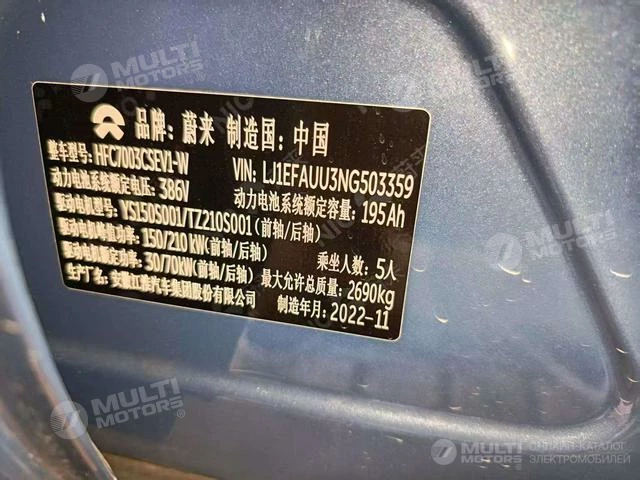 品牌: 蔚来 制造国: 中国
整车型号: HFC7003CSEV1-W VIN: LJ1EFAUU3NG503359
动力电池系统额定电压: 386V 动力电池系统额定容量: 195Ah
驱动电机型号: YS150S001/TZ210S001(前轴/后轴)
驱动电机峰值功率: 150/210kW(前轴/后轴) 乘坐人数: 5人
驱动电机额定功率: 30/70kW(前轴/后轴) 最大允许总质量: 2690kg
生产厂名: 安徽江淮汽车集团股份有限公司 制造年月: 2022-11
MULTI MOTORS
MULTI MOTORS
MULTI MOTORS
MULTI MOTORS
MULTI MOTORS
ОНЛАЙН-КАТАЛОГ
ЭЛЕКТРОМОБИЛЕЙ